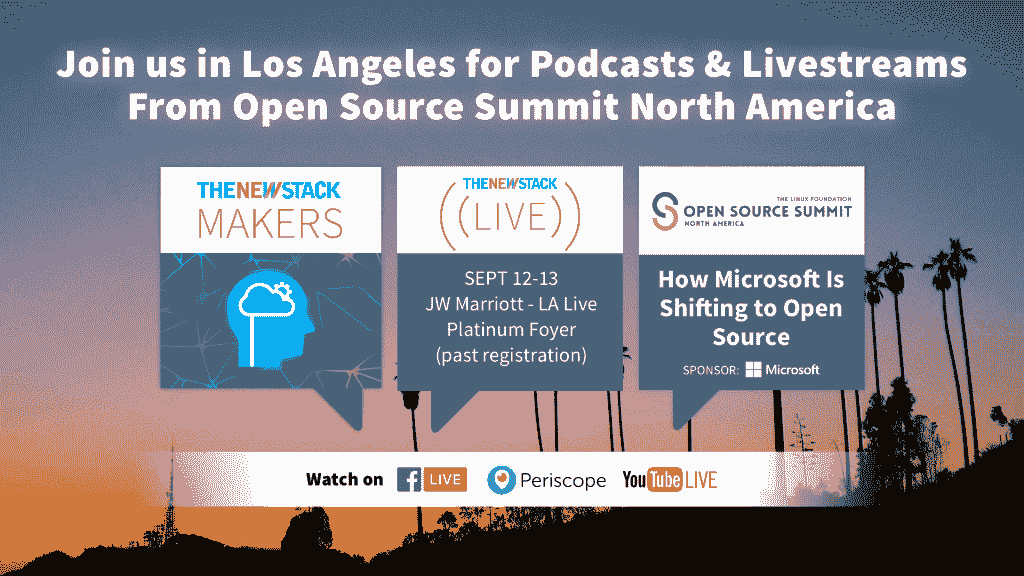 Join us in Los Angeles for Podcasts & Livestreams
From Open Source Summit North America
THENEWSTACK
MAKERS
THENEWSTACK
((LIVE))
SEPT 12-13
JW Marriott - LA Live
Platinum Foyer
(past registration)
THE LINUX FOUNDATION
OPEN SOURCE SUMMIT
NORTH AMERICA
How Microsoft Is
Shifting to Open
Source
SPONSOR: Microsoft
Watch on f LIVE Periscope YouTube LIVE